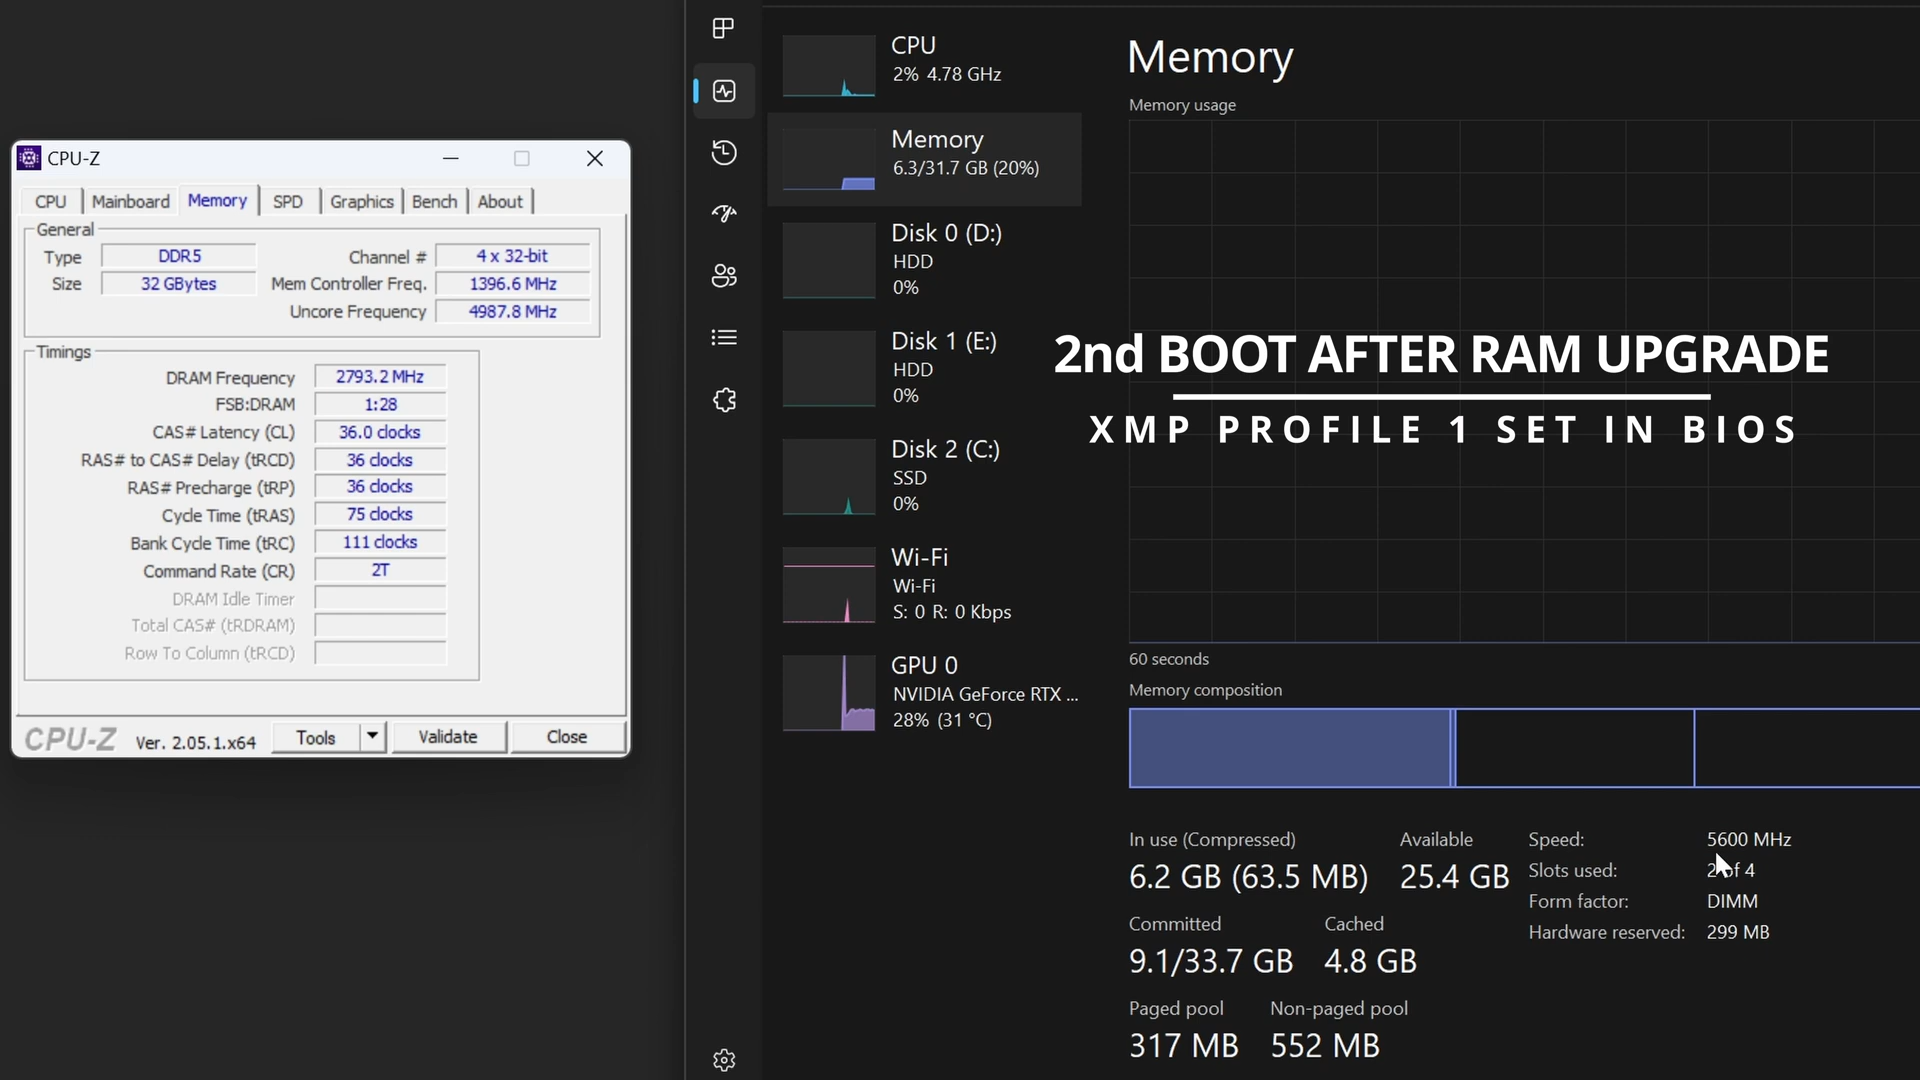 CPU-Z
CPU Mainboard Memory SPD Graphics Bench About
General
Type DDR5 Channel # 4 x 32-bit
Size 32 GBytes Mem Controller Freq. 1396.6 MHz
Uncore Frequency 4987.8 MHz
Timings
DRAM Frequency 2793.2 MHz
FSB:DRAM 1:28
CAS# Latency (CL) 36.0 clocks
RAS# to CAS# Delay (tRCD) 36 clocks
RAS# Precharge (tRP) 36 clocks
Cycle Time (tRAS) 75 clocks
Bank Cycle Time (tRC) 111 clocks
Command Rate (CR) 2T
DRAM Idle Timer
Total CAS# (tRDRAM)
Row To Column (tRCD)
CPU-Z Ver. 2.05.1.x64 Tools Validate Close
CPU
2% 4.78 GHz
Memory
6.3/31.7 GB (20%)
Disk 0 (D:)
HDD
0%
Disk 1 (E:)
HDD
0%
Disk 2 (C:)
SSD
0%
Wi-Fi
Wi-Fi
S: 0 R: 0 Kbps
GPU 0
NVIDIA GeForce RTX ...
28% (31 °C)
Memory
Memory usage
2nd BOOT AFTER RAM UPGRADE
XMP PROFILE 1 SET IN BIOS
60 seconds
Memory composition
In use (Compressed) Available
6.2 GB (63.5 MB) 25.4 GB
Committed Cached
9.1/33.7 GB 4.8 GB
Paged pool Non-paged pool
317 MB 552 MB
Speed: 5600 MHz
Slots used: 2 of 4
Form factor: DIMM
Hardware reserved: 299 MB